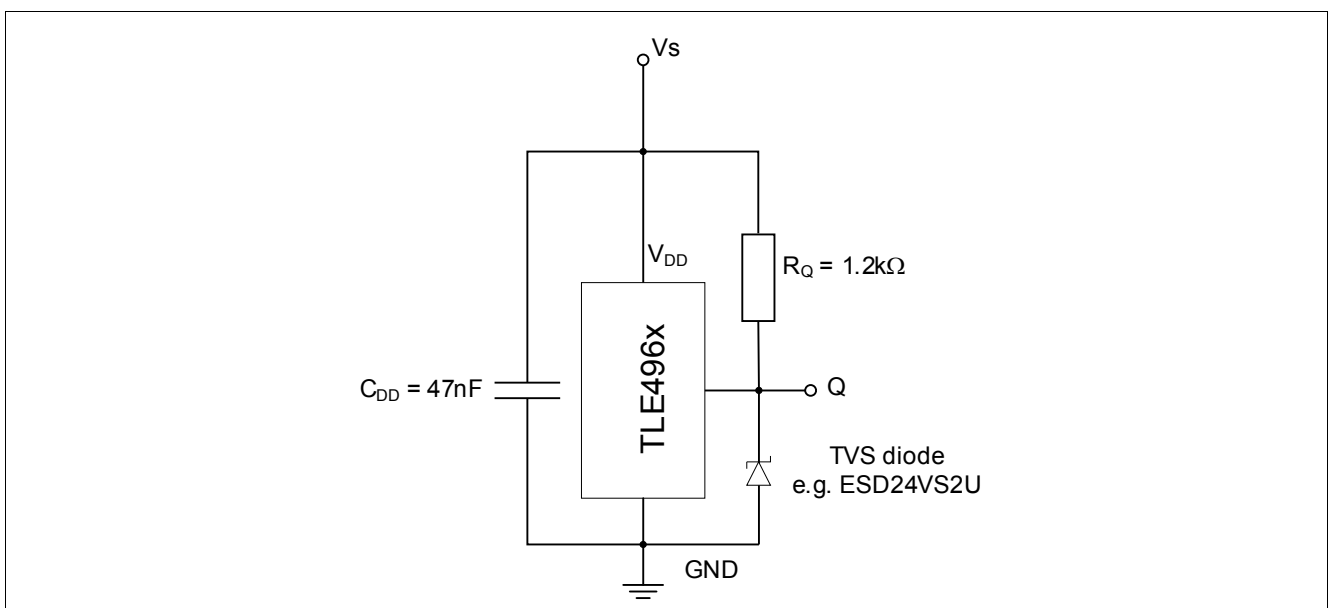 Vs
VDD
RQ = 1.2kΩ
TLE496x
CDD = 47nF
Q
TVS diode
e.g. ESD24VS2U
GND